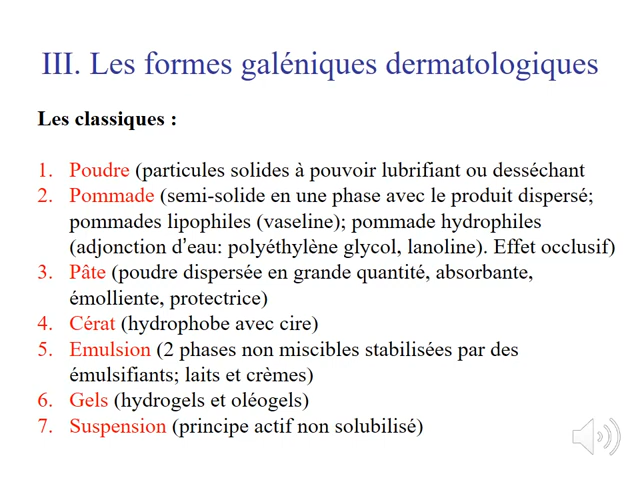 III. Les formes galéniques dermatologiques
Les classiques :
1. Poudre (particules solides à pouvoir lubrifiant ou desséchant
2. Pommade (semi-solide en une phase avec le produit dispersé;
pommades lipophiles (vaseline); pommade hydrophiles
(adjonction d’eau: polyéthylène glycol, lanoline). Effet occlusif)
3. Pâte (poudre dispersée en grande quantité, absorbante,
émolliente, protectrice)
4. Cérat (hydrophobe avec cire)
5. Emulsion (2 phases non miscibles stabilisées par des
émulsifiants; laits et crèmes)
6. Gels (hydrogels et oléogels)
7. Suspension (principe actif non solubilisé)